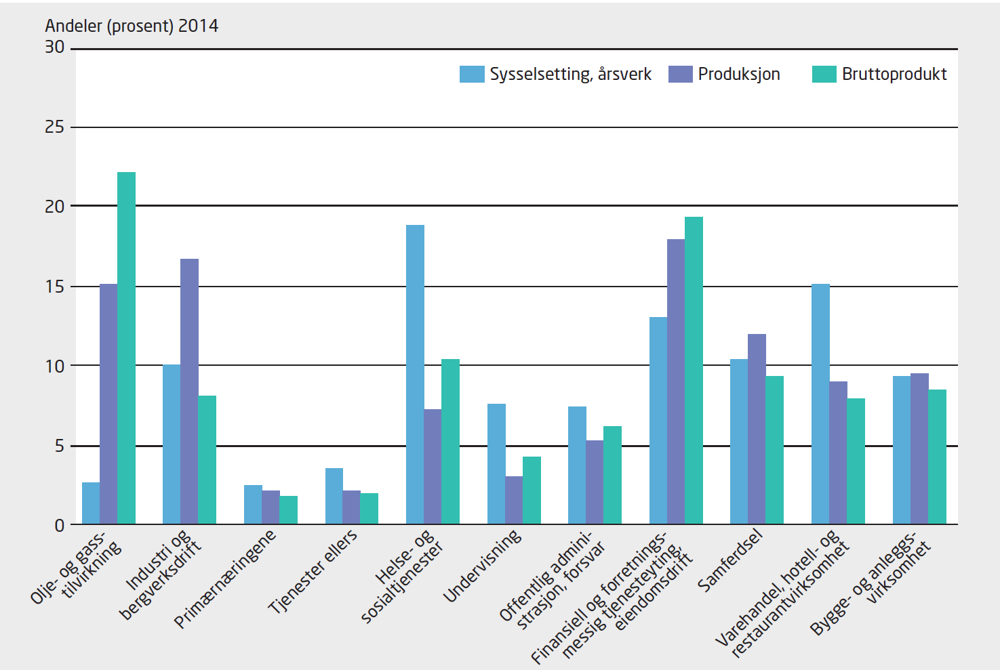 Andeler (prosent) 2014
30
Sysselsetting, årsverk
Produksjon
Bruttoprodukt
25
20
15
10
5
0
Olje- og gass-
tilvirkning
Industri og
bergverksdrift
Primærnæringene
Tjenester ellers
Helse- og
sosialtjenester
Undervisning
Offentlig admini-
strasjon, forsvar
Finansiell og forretnings-
messig tjenesteyting,
eiendomsdrift
Samferdsel
Varehandel, hotell- og
restaurantvirksomhet
Bygge- og anleggs-
virksomhet